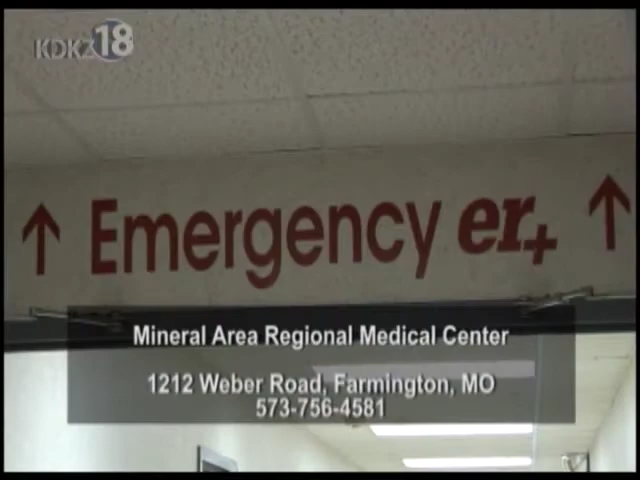 KDKZ18
↑ Emergency er+ ↑
Mineral Area Regional Medical Center
1212 Weber Road, Farmington, MO
573-756-4581